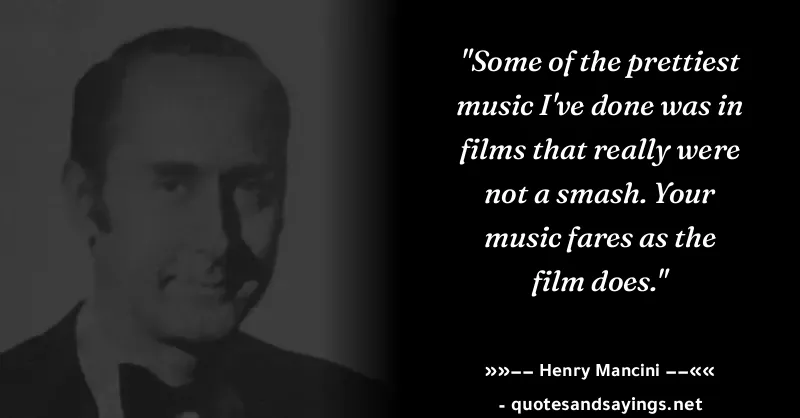 "Some of the prettiest
music I've done was in
films that really were
not a smash. Your
music fares as the
film does."
»»−− Henry Mancini −−««
- quotesandsayings.net